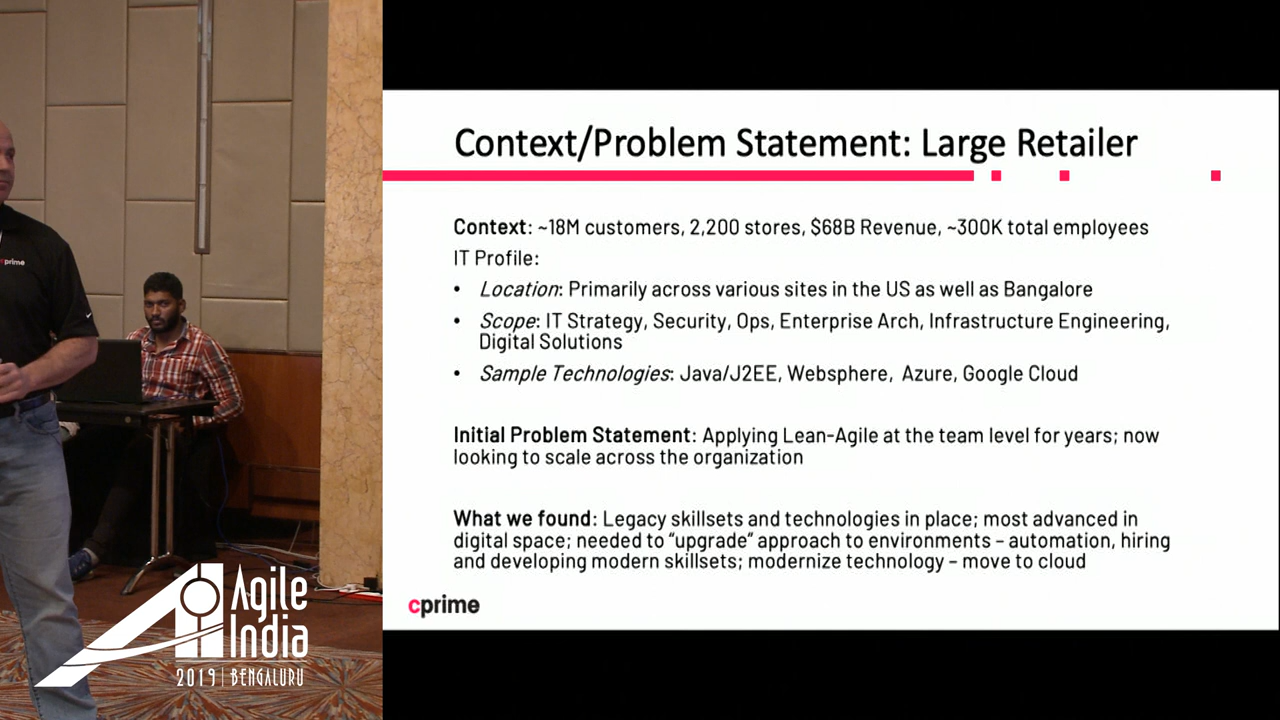 Context/Problem Statement: Large Retailer
Context: ~18M customers, 2,200 stores, $68B Revenue, ~300K total employees
IT Profile:
• Location: Primarily across various sites in the US as well as Bangalore
• Scope: IT Strategy, Security, Ops, Enterprise Arch, Infrastructure Engineering,
Digital Solutions
• Sample Technologies: Java/J2EE, Websphere, Azure, Google Cloud
Initial Problem Statement: Applying Lean-Agile at the team level for years; now
looking to scale across the organization
What we found: Legacy skillsets and technologies in place; most advanced in
digital space; needed to “upgrade” approach to environments – automation, hiring
and developing modern skillsets; modernize technology – move to cloud
cprime
cprime
Agile
India
2019 | BENGALURU